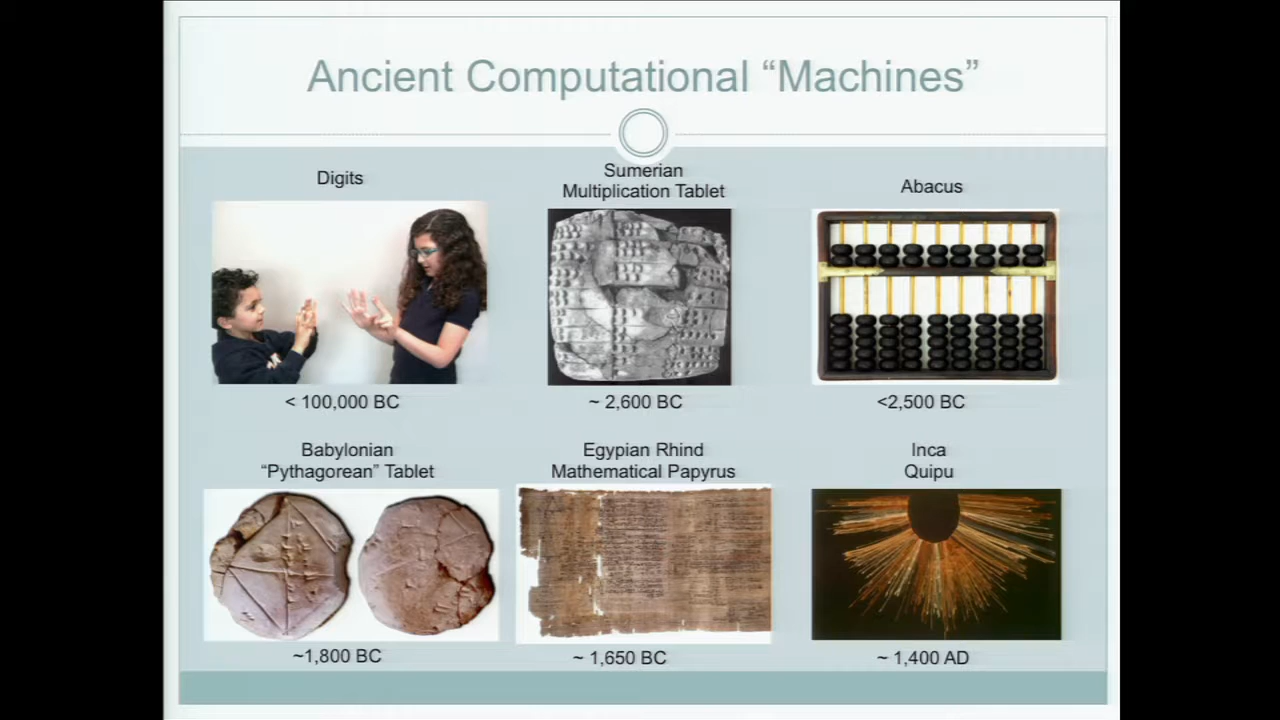 Ancient Computational “Machines”
Digits
Sumerian
Multiplication Tablet
Abacus
< 100,000 BC
~ 2,600 BC
<2,500 BC
Babylonian
“Pythagorean” Tablet
Egypian Rhind
Mathematical Papyrus
Inca
Quipu
~1,800 BC
~ 1,650 BC
~ 1,400 AD